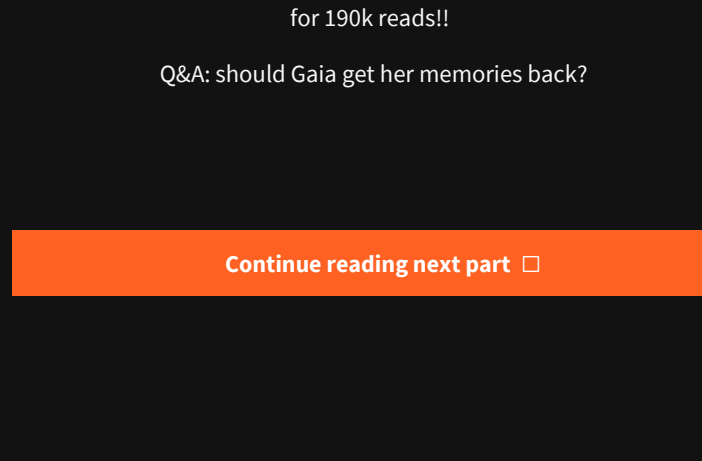 for 190k reads!!
Q&A: should Gaia get her memories back?
Continue reading next part □